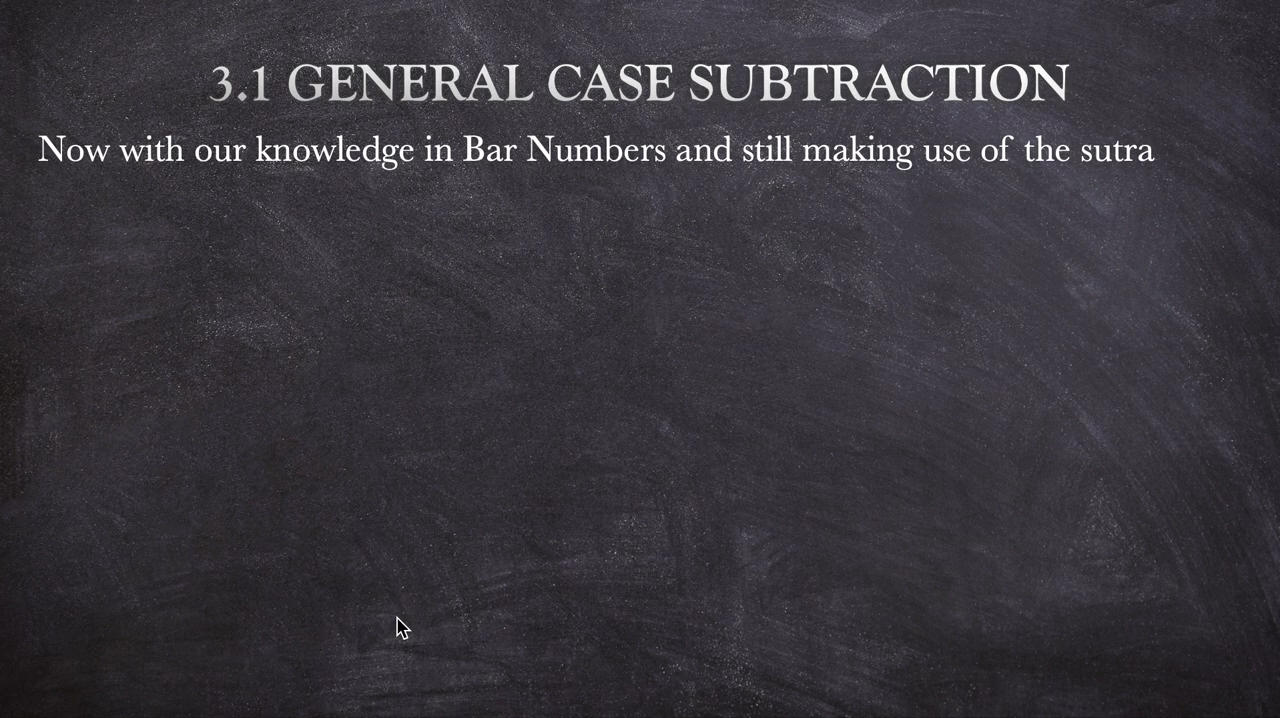 3.1 GENERAL CASE SUBTRACTION
Now with our knowledge in Bar Numbers and still making use of the sutra